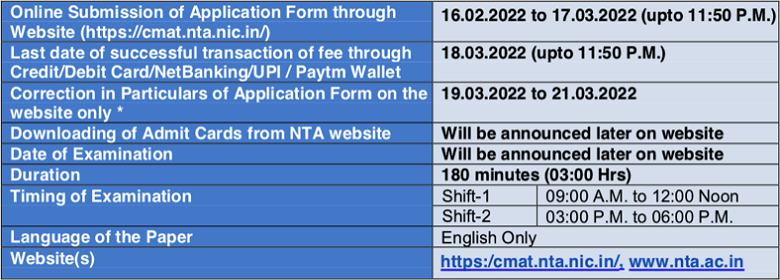 Online Submission of Application Form through
Website (https://cmat.nta.nic.in/)
16.02.2022 to 17.03.2022 (upto 11:50 P.M.)
Last date of successful transaction of fee through
Credit/Debit Card/NetBanking/UPI / Paytm Wallet
18.03.2022 (upto 11:50 P.M.)
Correction in Particulars of Application Form on the
website only *
19.03.2022 to 21.03.2022
Downloading of Admit Cards from NTA website
Will be announced later on website
Date of Examination
Will be announced later on website
Duration
180 minutes (03:00 Hrs)
Timing of Examination
Shift-1 09:00 A.M. to 12:00 Noon
Shift-2 03:00 P.M. to 06:00 P.M.
Language of the Paper
English Only
Website(s)
https:/cmat.nta.nic.in/, www.nta.ac.in